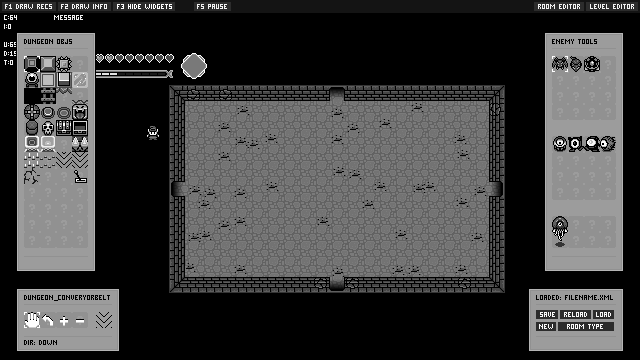 F1 DRAW RECS F2 DRAW INFO F3 HIDE WIDGETS F5 PAUSE ROOM EDITOR LEVEL EDITOR
C:64 MESSAGE
I:0
DUNGEON OBJS
ENEMY TOOLS
T:0
DUNGEON_CONVERYORBELT
DIR: DOWN
LOADED: FILENAME.XML
SAVE RELOAD LOAD
NEW ROOM TYPE